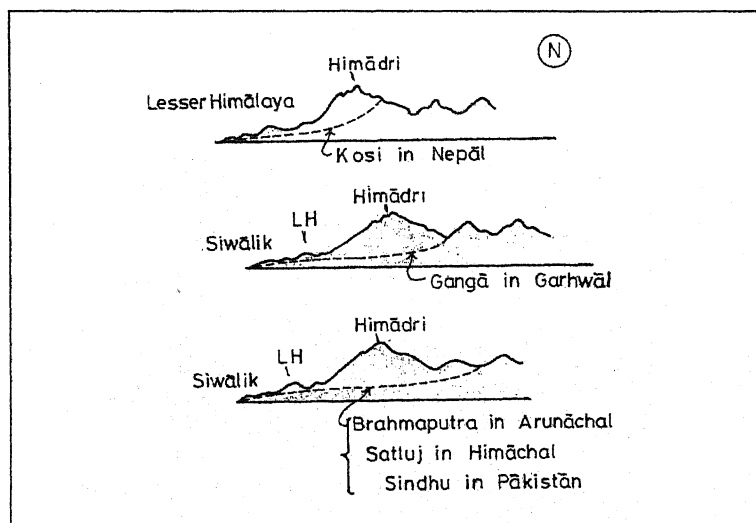 N
Himādri
Lesser Himālaya
Kosi in Nepāl
Himādri
LH
Siwālik
Gangā in Garhwāl
Himādri
LH
Siwālik
Brahmaputra in Arunāchal
Satluj in Himāchal
Sindhu in Pākistān